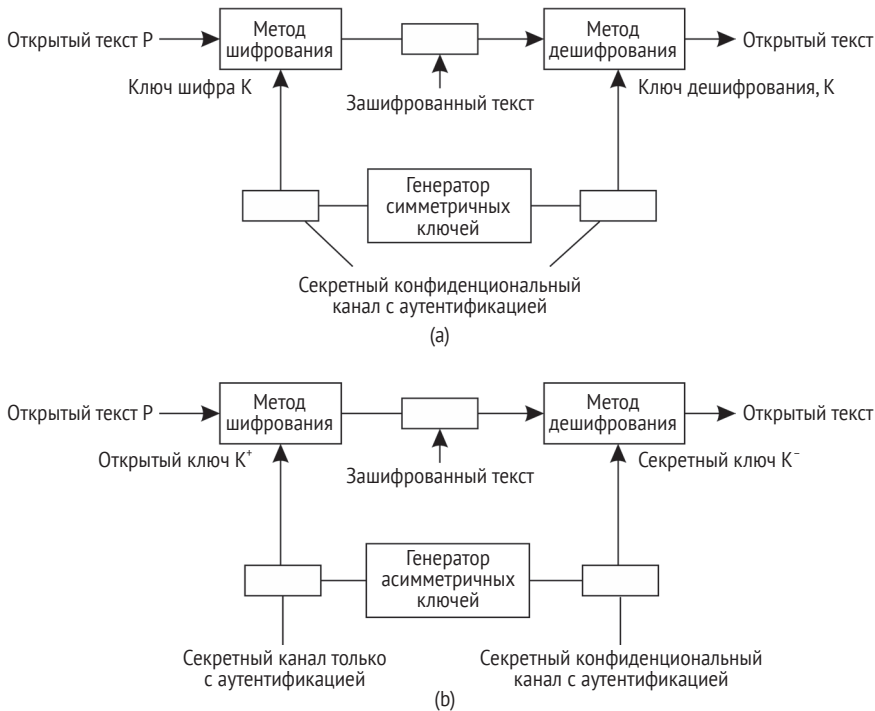 Открытый текст P
Метод
шифрования
Метод
дешифрования
Открытый текст
Ключ шифра K
Зашифрованный текст
Ключ дешифрования, K
Генератор
симметричных
ключей
Секретный конфиденциональный
канал с аутентификацией
(a)
Открытый текст P
Метод
шифрования
Метод
дешифрования
Открытый текст
Открытый ключ K⁺
Зашифрованный текст
Секретный ключ K⁻
Генератор
асимметричных
ключей
Секретный канал только
с аутентификацией
Секретный конфиденциональный
канал с аутентификацией
(b)